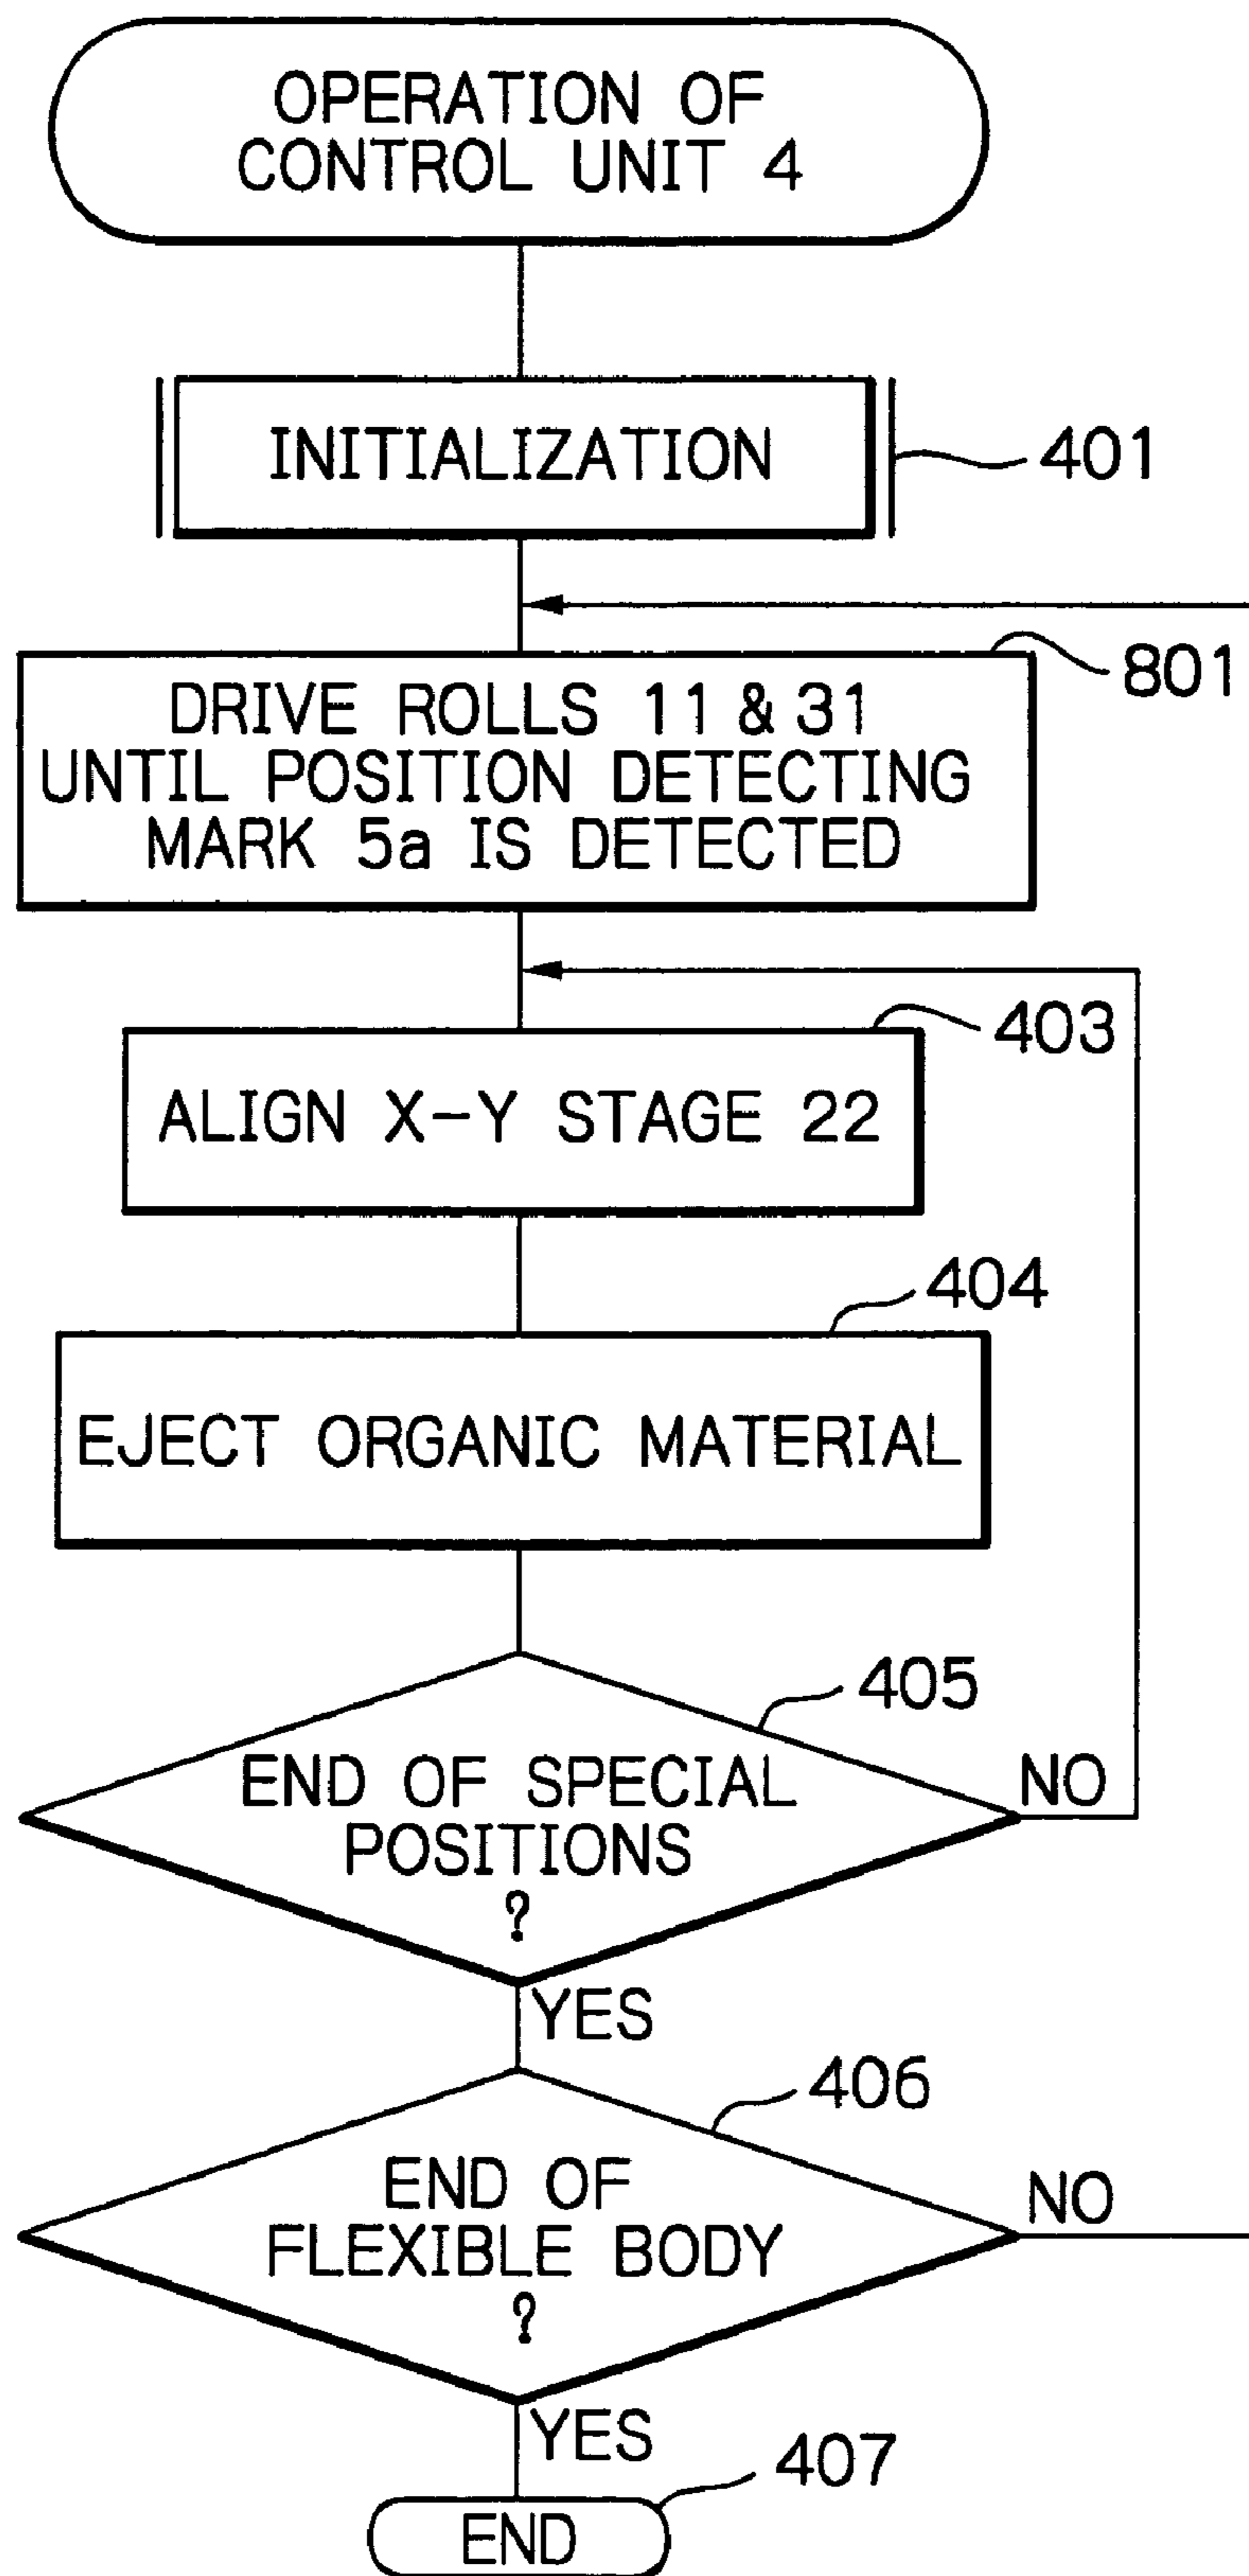 OPERATION OF
CONTROL UNIT 4
INITIALIZATION
401
801
DRIVE ROLLS 11 & 31
UNTIL POSITION DETECTING
MARK 5a IS DETECTED
403
ALIGN X-Y STAGE 22
404
EJECT ORGANIC MATERIAL
405
END OF SPECIAL
POSITIONS
?
NO
YES
406
END OF
FLEXIBLE BODY
?
NO
YES
407
END